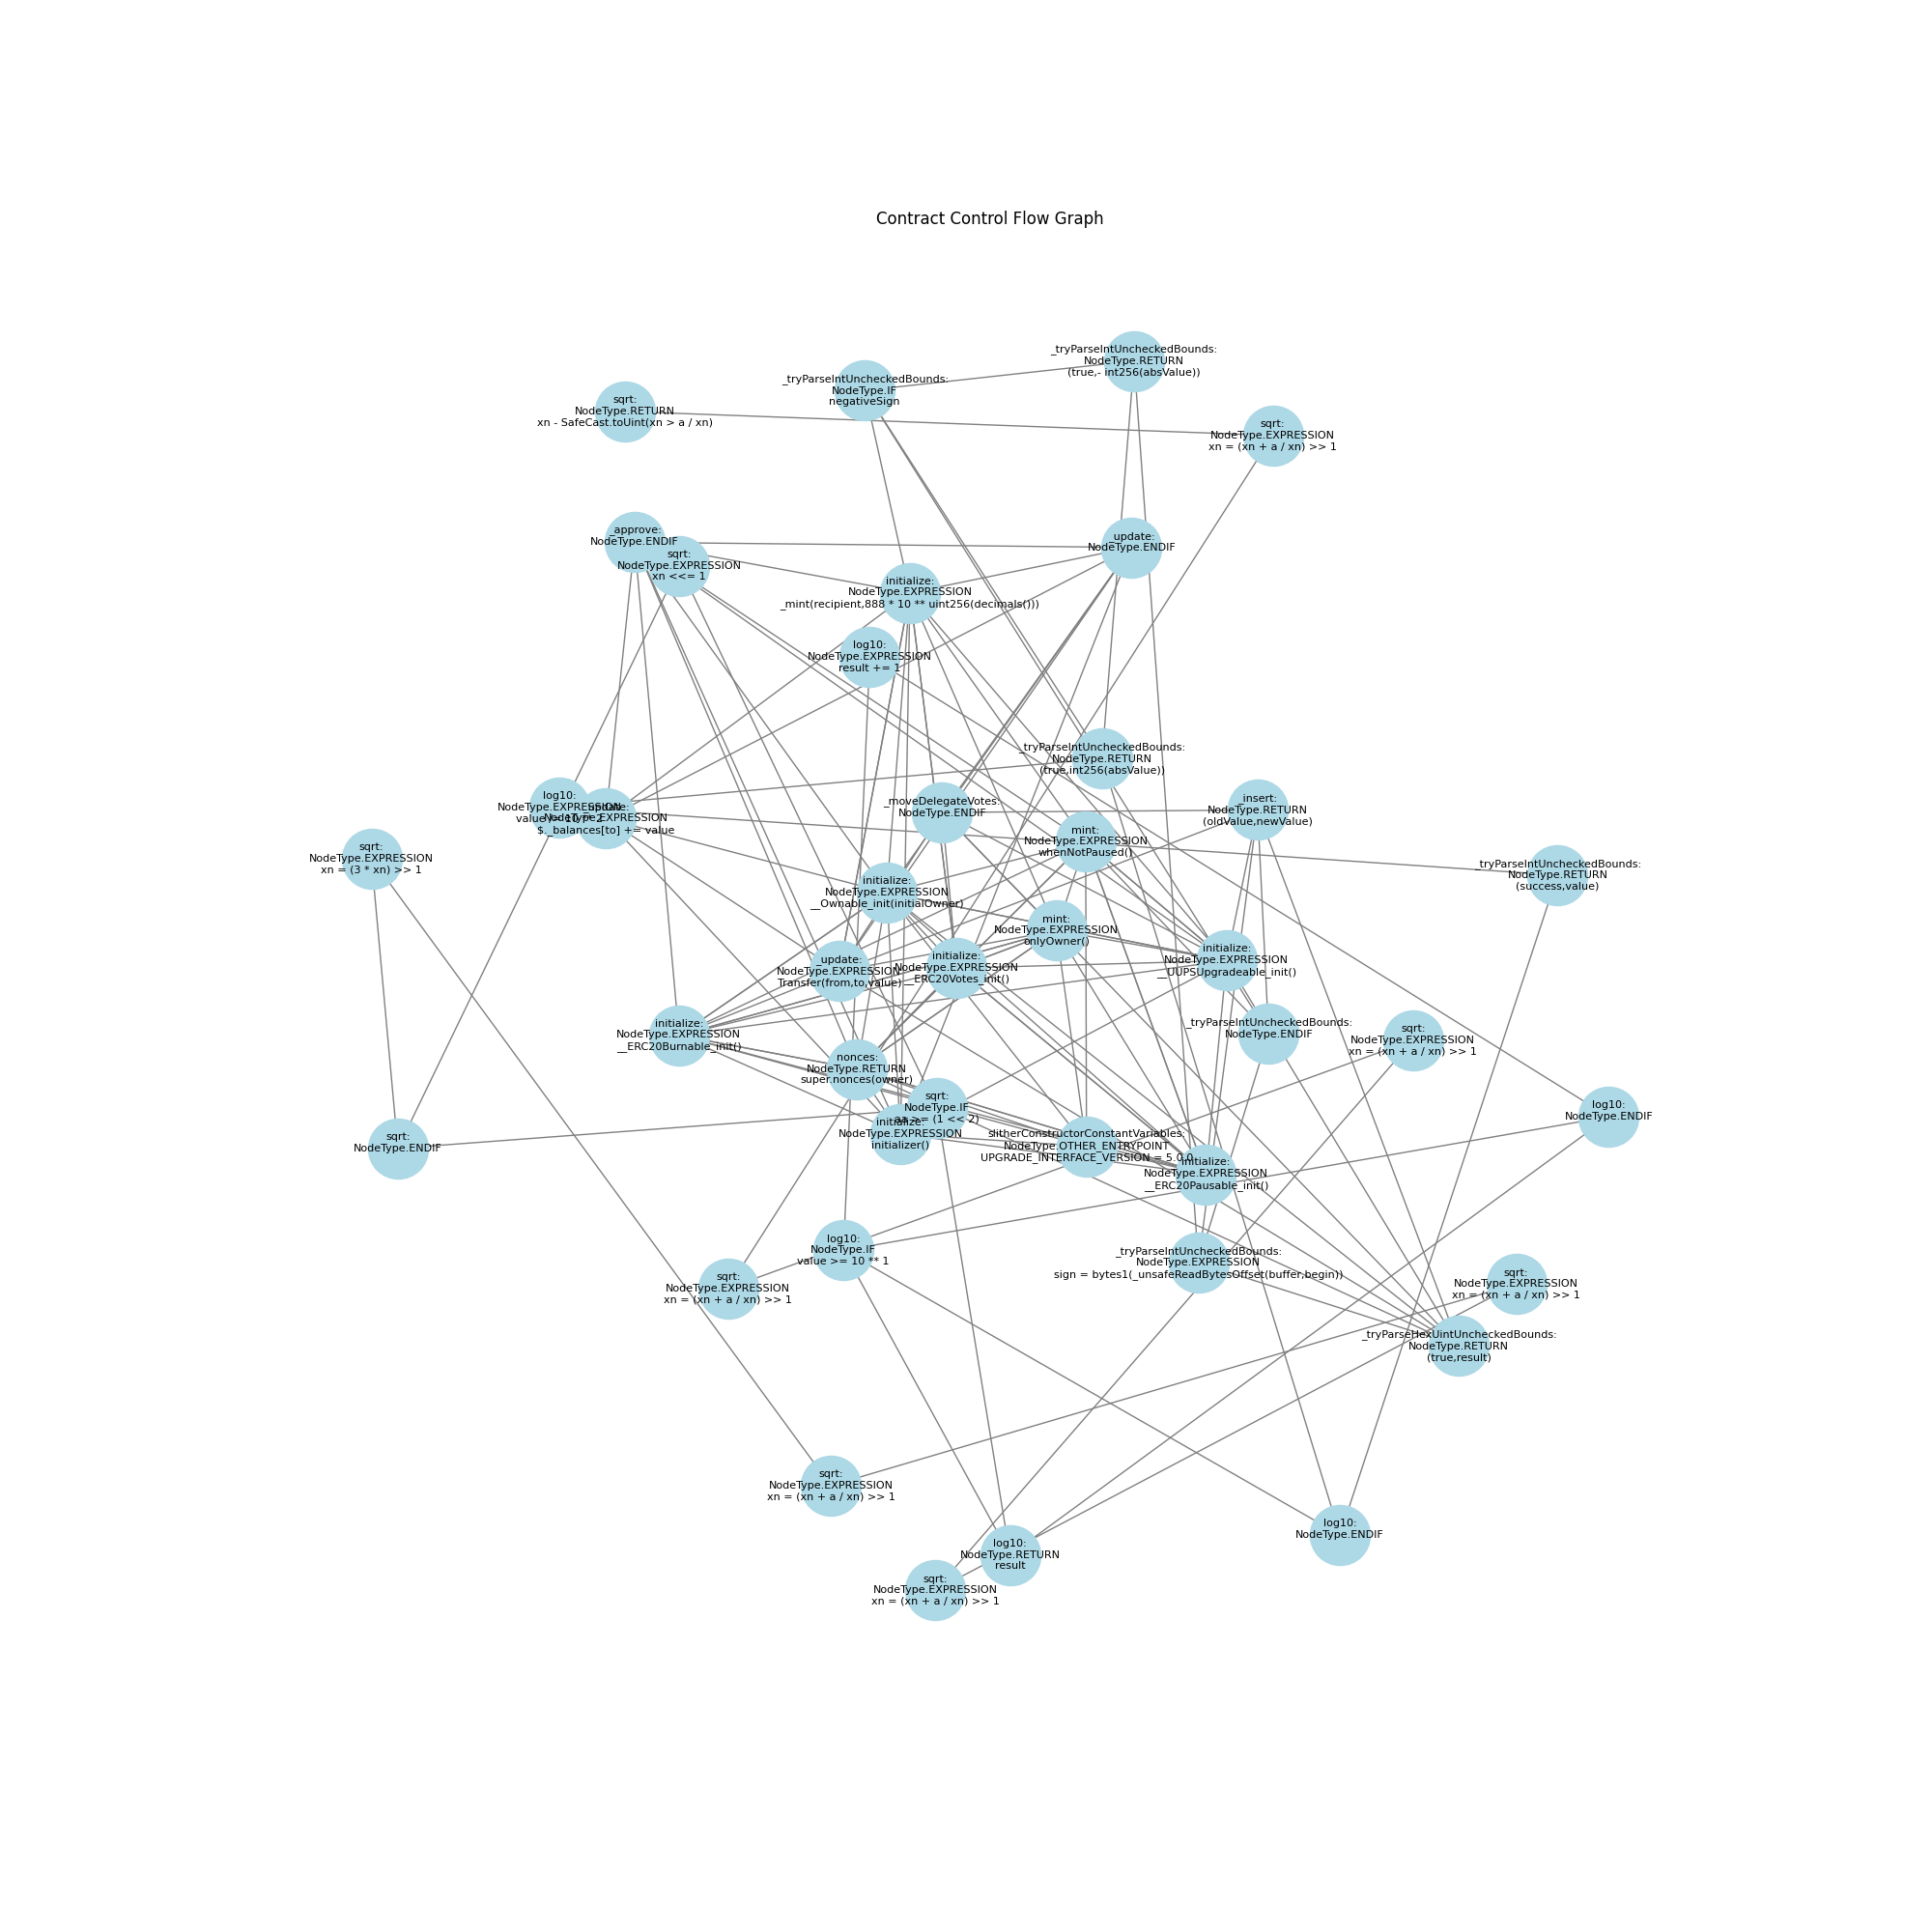 Contract Control Flow Graph
_tryParseIntUncheckedBounds:
NodeType.RETURN
(true,- int256(absValue))
_tryParseIntUncheckedBounds:
NodeType.IF
negativeSign
sqrt:
NodeType.RETURN
xn - SafeCast.toUint(xn > a / xn)
sqrt:
NodeType.EXPRESSION
xn = (xn + a / xn) >> 1
_approve:
NodeType.ENDIF
_update:
NodeType.ENDIF
sqrt:
NodeType.EXPRESSION
xn <<= 1
initialize:
NodeType.EXPRESSION
_mint(recipient,888 * 10 ** uint256(decimals()))
log10:
NodeType.EXPRESSION
result += 1
_tryParseIntUncheckedBounds:
NodeType.RETURN
(true,int256(absValue))
log10:
NodeType.EXPRESSION
NodeType.EXPRESSION
$._balances[to] += value
_moveDelegateVotes:
NodeType.ENDIF
_insert:
NodeType.RETURN
(oldValue,newValue)
mint:
NodeType.EXPRESSION
whenNotPaused()
sqrt:
NodeType.EXPRESSION
xn = (3 * xn) >> 1
_tryParseIntUncheckedBounds:
NodeType.RETURN
(success,value)
initialize:
NodeType.EXPRESSION
__Ownable_init(initialOwner)
mint:
NodeType.EXPRESSION
onlyOwner()
initialize:
NodeType.EXPRESSION
__UUPSUpgradeable_init()
_update:
NodeType.EXPRESSION
Transfer(from,to,value)
initialize:
NodeType.EXPRESSION
__ERC20Votes_init()
initialize:
NodeType.EXPRESSION
__ERC20Burnable_init()
_tryParseIntUncheckedBounds:
NodeType.ENDIF
sqrt:
NodeType.EXPRESSION
xn = (xn + a / xn) >> 1
nonces:
NodeType.RETURN
super.nonces(owner)
sqrt:
NodeType.IF
aa >= (1 << 2)
initialize:
NodeType.EXPRESSION
initializer()
log10:
NodeType.ENDIF
sqrt:
NodeType.ENDIF
slitherConstructorConstantVariables:
NodeType.OTHER_ENTRYPOINT
UPGRADE_INTERFACE_VERSION = 5.0.0
initialize:
NodeType.EXPRESSION
__ERC20Pausable_init()
log10:
NodeType.IF
value >= 10 ** 1
_tryParseIntUncheckedBounds:
NodeType.EXPRESSION
sign = bytes1(_unsafeReadBytesOffset(buffer,begin))
sqrt:
NodeType.EXPRESSION
xn = (xn + a / xn) >> 1
sqrt:
NodeType.EXPRESSION
xn = (xn + a / xn) >> 1
_tryParseHexUintUncheckedBounds:
NodeType.RETURN
(true,result)
sqrt:
NodeType.EXPRESSION
xn = (xn + a / xn) >> 1
log10:
NodeType.ENDIF
log10:
NodeType.RETURN
result
sqrt:
NodeType.EXPRESSION
xn = (xn + a / xn) >> 1